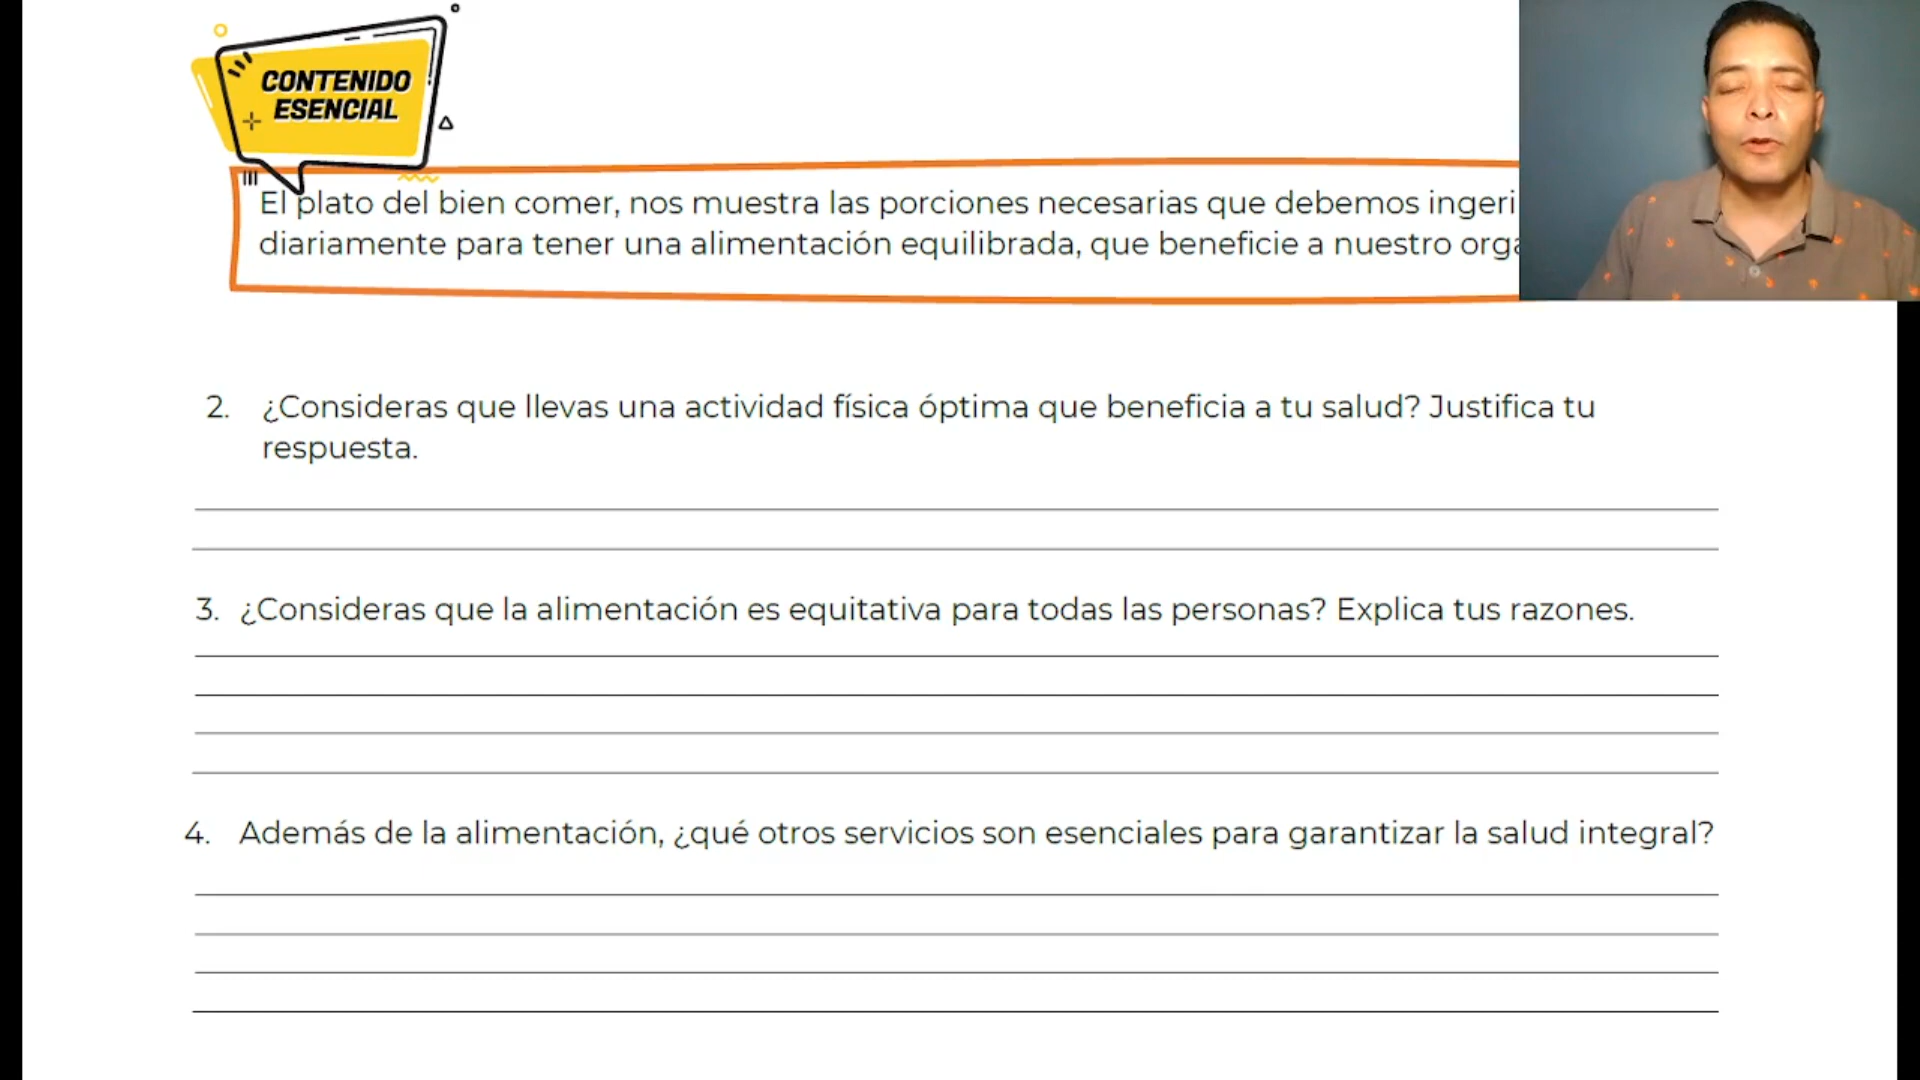 CONTENIDO
ESENCIAL
El plato del bien comer, nos muestra las porciones necesarias que debemos
diariamente para tener una alimentación equilibrada, que beneficie a nuestro
2. ¿Consideras que llevas una actividad física óptima que beneficia a tu salud? Justifica tu
respuesta.
3. ¿Consideras que la alimentación es equitativa para todas las personas? Explica tus razones.
4. Además de la alimentación, ¿qué otros servicios son esenciales para garantizar la salud integral?